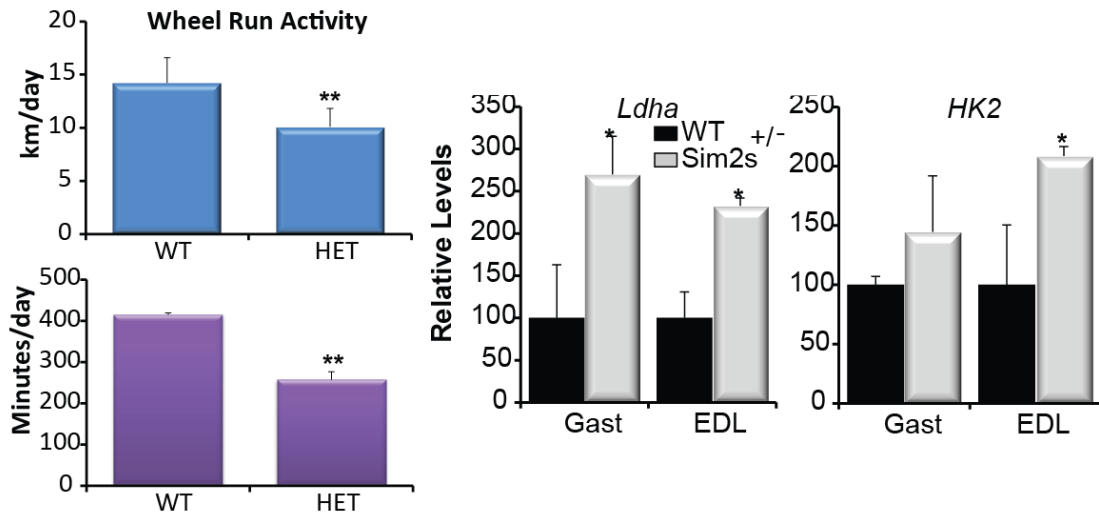 Wheel Run Activity
km/day
20
15
10
5
0
**
WT
HET
Minutes/day
500
400
300
200
100
0
**
WT
HET
Relative Levels
Ldha
350
300
250
200
150
100
50
0
WT
Sim2s +/-
*
*
Gast
EDL
HK2
250
200
150
100
50
0
*
Gast
EDL